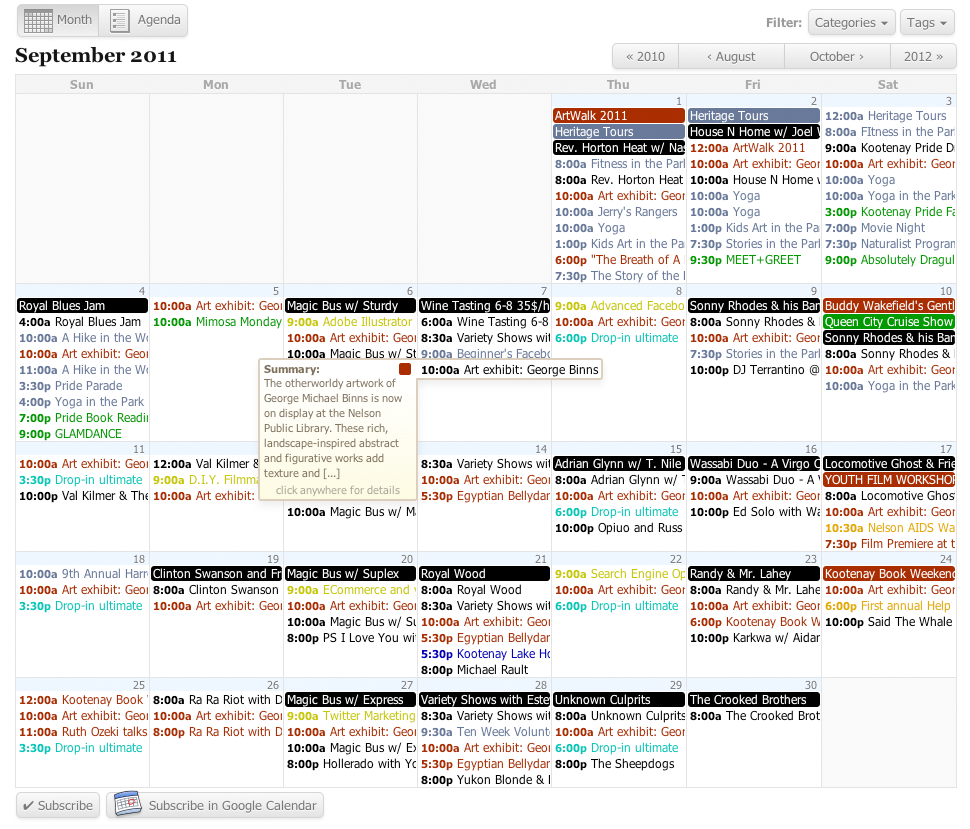 Month
Agenda
Filter:
Categories
Tags
September 2011
« 2010
‹ August
October ›
2012 »
Sun
Mon
Tue
Wed
Thu
Fri
Sat
1
ArtWalk 2011
Heritage Tours
Rev. Horton Heat w/ Nas
8:00a Fitness in the Park
8:00a Rev. Horton Heat
10:00a Art exhibit: Geor
10:00a Jerry's Rangers
10:00a Yoga
1:00p Kids Art in the Pa
6:00p "The Breath of A
7:30p The Story of the
2
Heritage Tours
House N Home w/ Joel
12:00a ArtWalk 2011
10:00a Art exhibit: Geor
10:00a House N Home w
10:00a Yoga
10:00a Yoga
1:00p Kids Art in the Pa
7:30p Stories in the Park
9:30p MEET+GREET
3
12:00a Heritage Tours
8:00a FItness in the Par
9:00a Kootenay Pride D
10:00a Art exhibit: Geor
10:00a Yoga
10:00a Yoga in the Park
3:00p Kootenay Pride Fa
7:00p Movie Night
7:30p Naturalist Program
9:00p Absolutely Dragul
4
Royal Blues Jam
4:00a Royal Blues Jam
10:00a A Hike in the Wo
10:00a Art exhibit: Geor
11:00a A Hike in the Wo
3:30p Pride Parade
4:00p Yoga in the Park
7:00p Pride Book Readin
9:00p GLAMDANCE
5
10:00a Art exhibit: Geor
10:00a Mimosa Monday
6
Magic Bus w/ Sturdy
9:00a Adobe Illustrator
10:00a Art exhibit: Geor
10:00a Magic Bus w/ St
7
Wine Tasting 6-8 35$/h
6:00a Wine Tasting 6-8
8:30a Variety Shows wit
9:00a Beginner's Facebo
10:00a Art exhibit: George Binns
8
9:00a Advanced Facebo
10:00a Art exhibit: Geor
6:00p Drop-in ultimate
9
Sonny Rhodes & his Ban
8:00a Sonny Rhodes &
10:00a Art exhibit: Geor
7:30p Stories in the Park
10:00p DJ Terrantino @
10
Buddy Wakefield's Gentl
Queen City Cruise Show
Sonny Rhodes & his Ban
8:00a Sonny Rhodes &
10:00a Art exhibit: Geor
10:00a Yoga in the Park
Summary:
The otherworldly artwork of
George Michael Binns is now
on display at the Nelson
Public Library. These rich,
landscape-inspired abstract
and figurative works add
texture and [...]
click anywhere for details
11
10:00a Art exhibit: Geor
3:30p Drop-in ultimate
10:00p Val Kilmer & The
12:00a Val Kilmer &
9:00a D.I.Y. Filmma
10:00a Art exhibit:
10:00a Magic Bus w/ Ma
14
8:30a Variety Shows wit
10:00a Art exhibit: Geor
5:30p Egyptian Bellydar
15
Adrian Glynn w/ T. Nile
8:00a Adrian Glynn w/ T
10:00a Art exhibit: Geor
6:00p Drop-in ultimate
10:00p Opiuo and Russ
16
Wassabi Duo - A Virgo C
9:00a Wassabi Duo - A V
10:00a Art exhibit: Geor
10:00p Ed Solo with Wa
17
Locomotive Ghost & Frie
YOUTH FILM WORKSHOP
8:00a Locomotive Ghos
10:00a Art exhibit: Geor
10:30a Nelson AIDS Wa
7:30p Film Premiere at t
18
10:00a 9th Annual Harr
10:00a Art exhibit: Geor
3:30p Drop-in ultimate
19
Clinton Swanson and Fr
8:00a Clinton Swanson
10:00a Art exhibit: Geor
20
Magic Bus w/ Suplex
9:00a ECommerce and v
10:00a Art exhibit: Geor
10:00a Magic Bus w/ Su
8:00p PS I Love You wi
21
Royal Wood
8:00a Royal Wood
8:30a Variety Shows wit
10:00a Art exhibit: Geor
5:30p Egyptian Bellydar
5:30p Kootenay Lake Ho
8:00p Michael Rault
22
9:00a Search Engine Op
10:00a Art exhibit: Geor
6:00p Drop-in ultimate
23
Randy & Mr. Lahey
8:00a Randy & Mr. Lahe
10:00a Art exhibit: Geor
6:00p Kootenay Book W
10:00p Karkwa w/ Aidar
24
Kootenay Book Weekend
10:00a Art exhibit: Geor
6:00p First annual Help
10:00p Said The Whale
25
12:00a Kootenay Book
10:00a Art exhibit: Geor
11:00a Ruth Ozeki talks
3:30p Drop-in ultimate
26
8:00a Ra Ra Riot with D
10:00a Art exhibit: Geor
8:00p Ra Ra Riot with D
27
Magic Bus w/ Express
9:00a Twitter Marketing
10:00a Art exhibit: Geor
10:00a Magic Bus w/ Ex
8:00p Hollerado with Yo
28
Variety Shows with Este
8:30a Variety Shows wit
9:30a Ten Week Volunt
10:00a Art exhibit: Geor
5:30p Egyptian Bellydar
8:00p Yukon Blonde &
29
Unknown Culprits
8:00a Unknown Culprits
10:00a Art exhibit: Geor
6:00p Drop-in ultimate
8:00p The Sheepdogs
30
The Crooked Brothers
8:00a The Crooked Brot
✔ Subscribe
Subscribe in Google Calendar